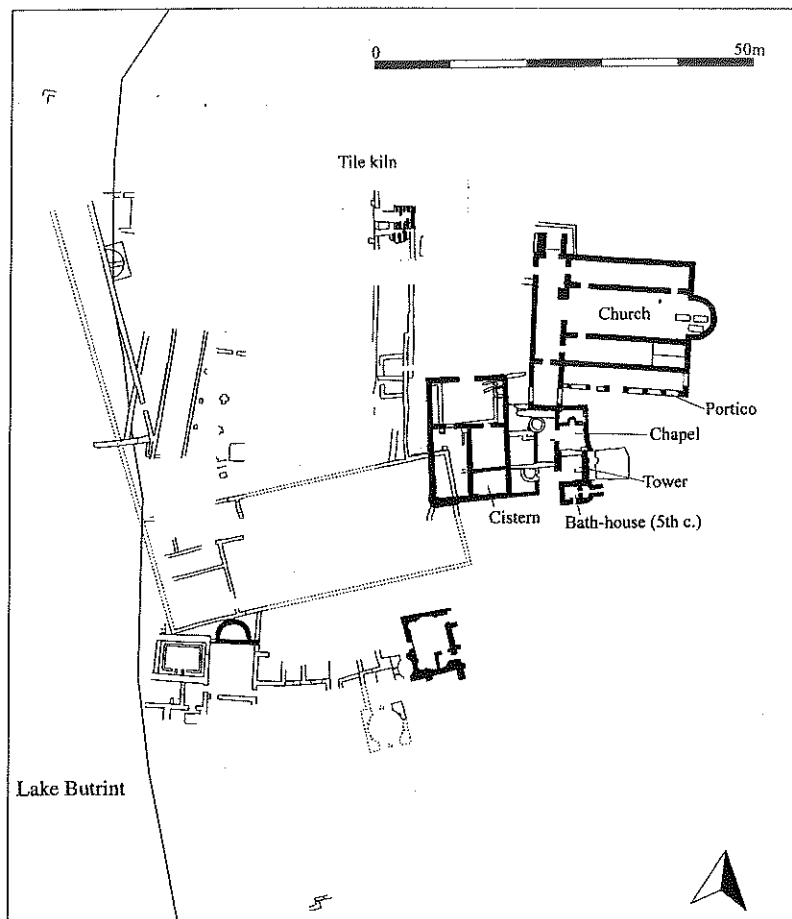 0 50m
Tile kiln
Church
Portico
Chapel
Tower
Cistern
Bath-house (5th c.)
Lake Butrint